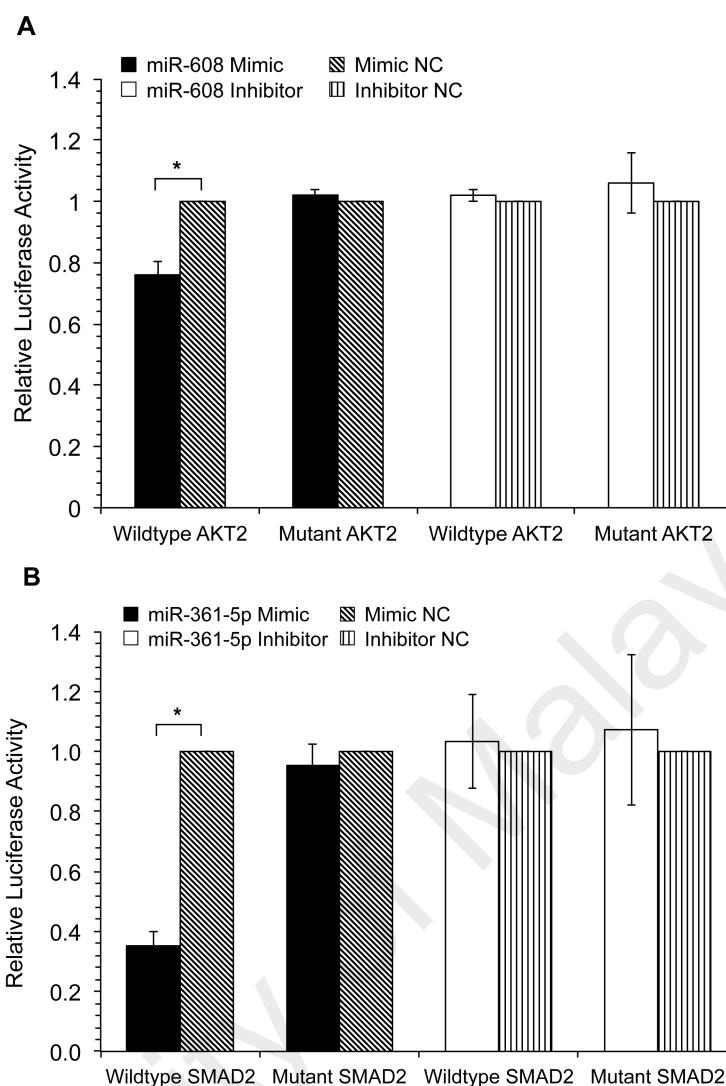 A
miR-608 Mimic Mimic NC
miR-608 Inhibitor Inhibitor NC
1.4
1.2
1.0
0.8
0.6
0.4
0.2
0
Relative Luciferase Activity
*
Wildtype AKT2 Mutant AKT2 Wildtype AKT2 Mutant AKT2
B
miR-361-5p Mimic Mimic NC
miR-361-5p Inhibitor Inhibitor NC
1.4
1.2
1.0
0.8
0.6
0.4
0.2
0.0
Relative Luciferase Activity
*
Wildtype SMAD2 Mutant SMAD2 Wildtype SMAD2 Mutant SMAD2